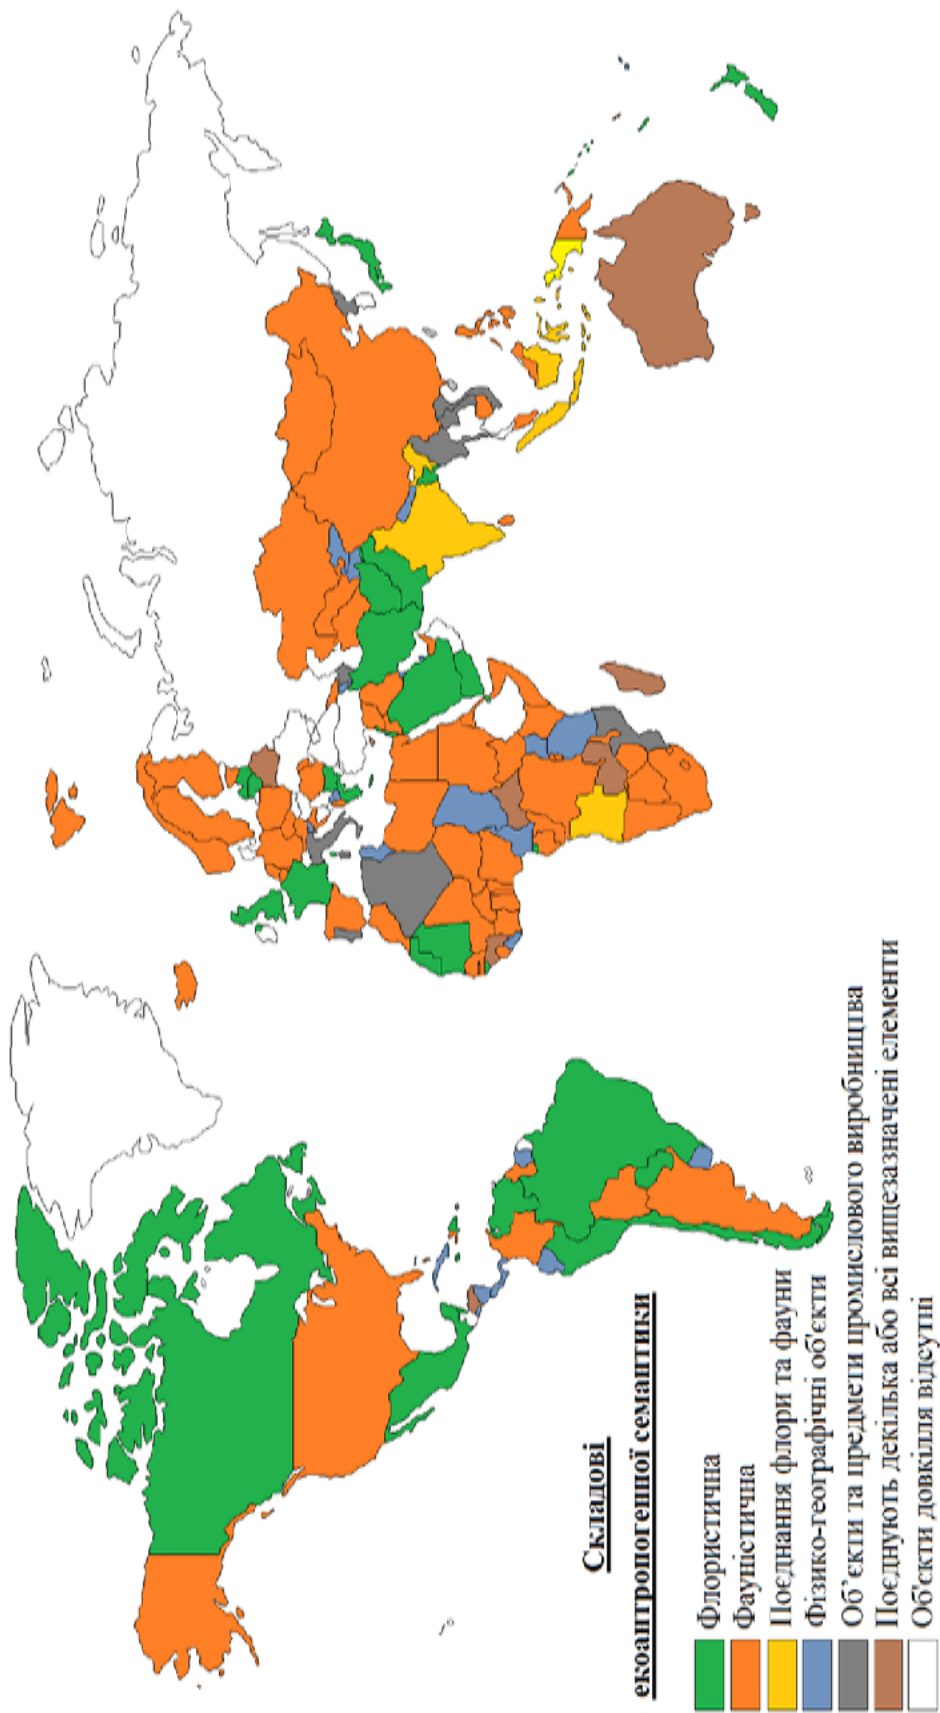 Складові
екоантропогенної семантики
Флористична
Фауністична
Поєднання флори та фауни
Фізико-географічні об'єкти
Об'єкти та предмети промислового виробництва
Поєднують декілька або всі вищезазначені елементи
Об'єкти довкілля відсутні